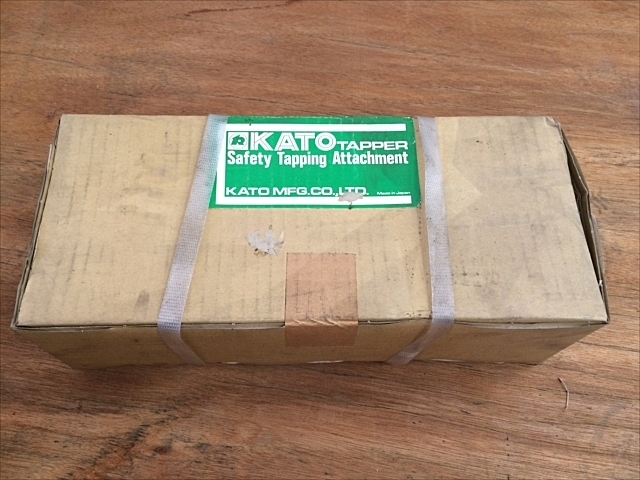 KATO TAPPER
Safety Tapping Attachment
KATO MFG.CO.,LTD. Made in Japan